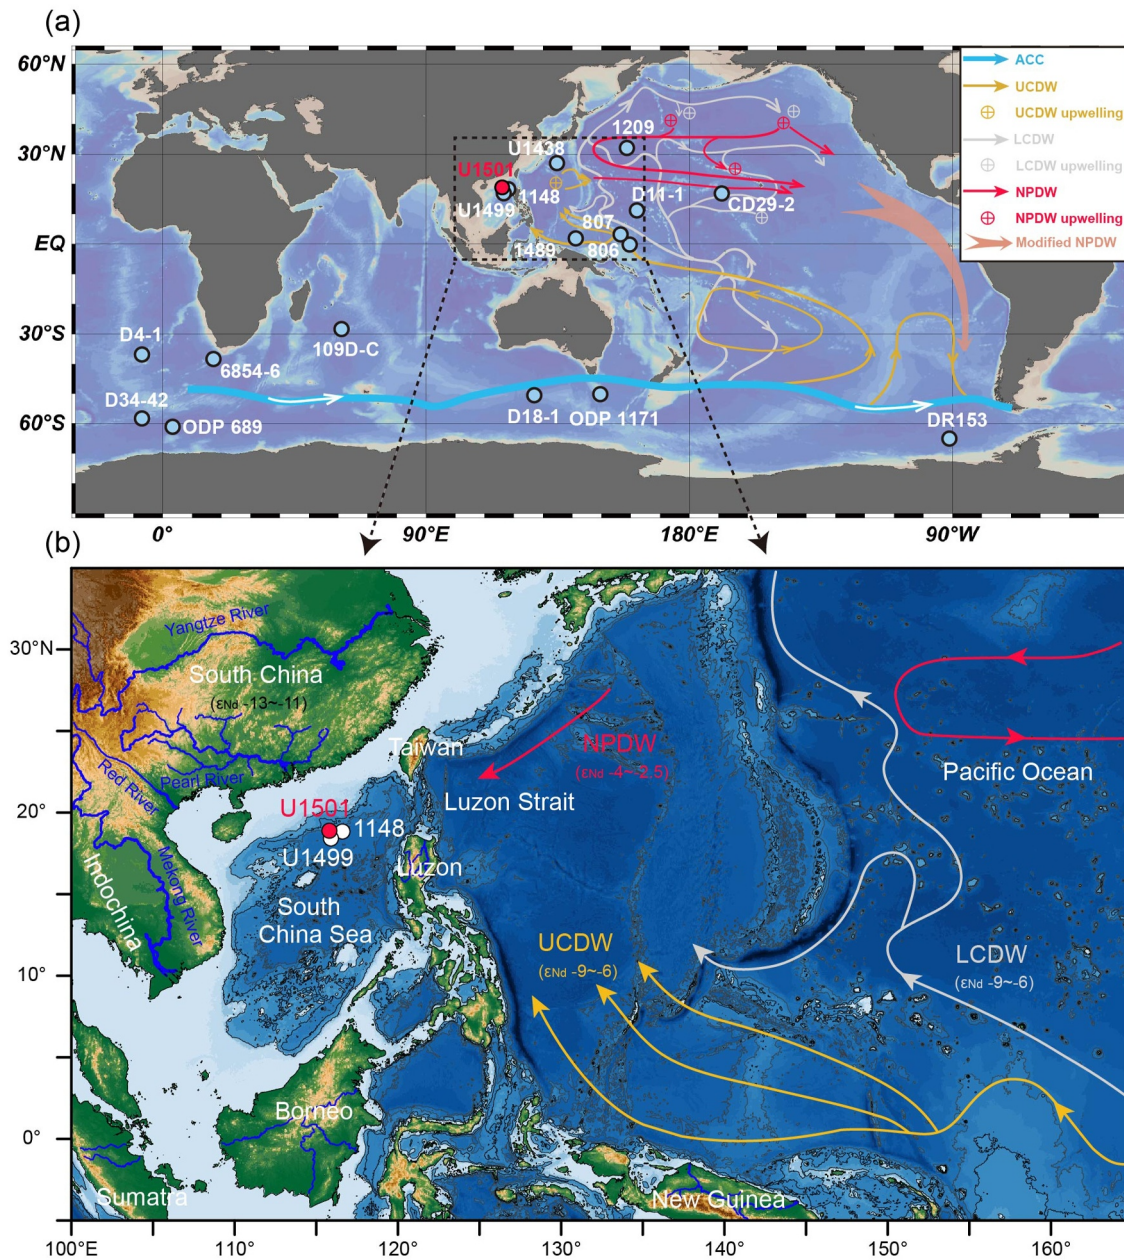 (a)
60°N
30°N
EQ
30°S
60°S
0°
90°E
180°E
90°W
ACC
UCDW
UCDW upwelling
LCDW
LCDW upwelling
NPDW
NPDW upwelling
Modified NPDW
1209
U1438
U1501
1148
U1499
D11-1
CD29-2
807
1489
806
D4-1
6854-6
109D-C
D34-42
ODP 689
D18-1
ODP 1171
DR153
(b)
30°N
20°
10°
0°
100°E
110°
120°
130°
140°
150°
160°
Yangtze River
South China
(εNd -13~-11)
Taiwan
NPDW
(εNd -4~-2.5)
Pacific Ocean
Red River
Pearl River
Luzon Strait
U1501
1148
U1499
Luzon
Mekong River
Indochina
South
China Sea
UCDW
(εNd -9~-6)
LCDW
(εNd -9~-6)
Borneo
Sumatra
New Guinea